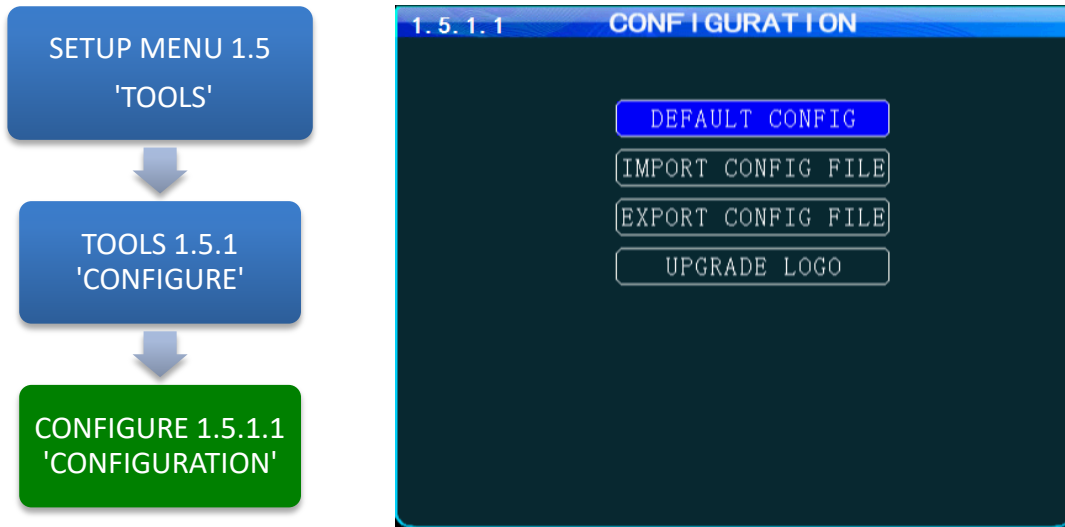 SETUP MENU 1.5
'TOOLS'
TOOLS 1.5.1
'CONFIGURE'
CONFIGURE 1.5.1.1
'CONFIGURATION'
1.5.1.1
CONFIGURATION
DEFAULT CONFIG
IMPORT CONFIG FILE
EXPORT CONFIG FILE
UPGRADE LOGO